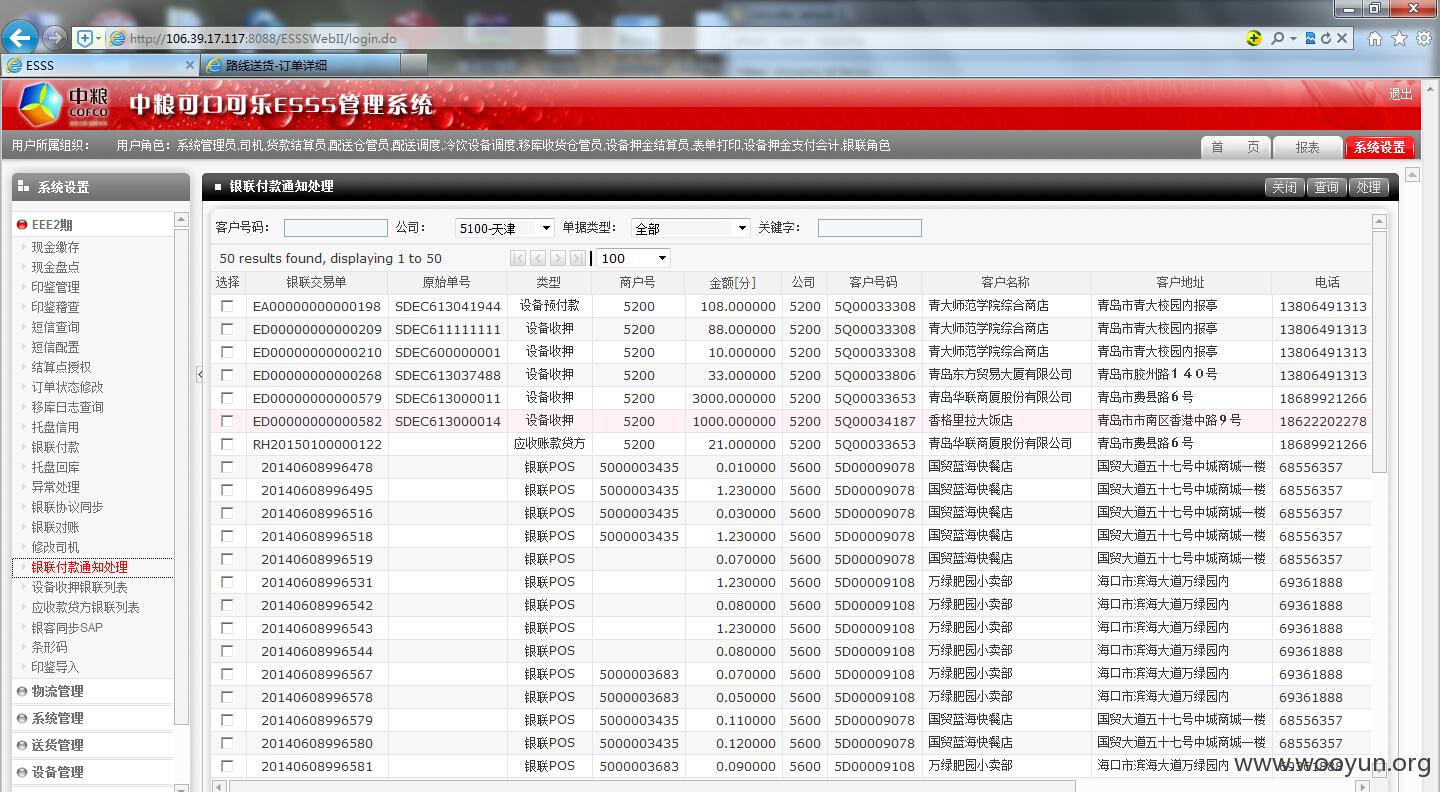 http://106.39.17.117:8088/ESSSWebII/login.do
ESSS
路线送货-订单详细
中粮
COFCO
中粮可口可乐ESSS管理系统
退出
用户所属组织: 用户角色: 系统管理员,司机,货款结算员,配送仓管员,配送调度,冷饮设备调度,移库收货仓管员,设备押金结算员,表单打印,设备押金支付会计,银联角色
首 页 报表 系统设置
系统设置
EEE2期
现金缴存
现金盘点
印鉴管理
印鉴稽查
短信查询
短信配置
结算点授权
订单状态修改
移库日志查询
托盘信用
银联付款
托盘回库
异常处理
银联协议同步
银联对账
修改司机
银联付款通知处理
设备收押银联列表
应收款贷方银联列表
银客同步SAP
条形码
印鉴导入
物流管理
系统管理
送货管理
设备管理
银联付款通知处理 关闭 查询 处理
客户号码: 公司: 5100-天津 单据类型: 全部 关键字:
50 results found, displaying 1 to 50 100
选择 银联交易单 原始单号 类型 商户号 金额[分] 公司 客户号码 客户名称 客户地址 电话
EA00000000000198 SDEC613041944 设备预付款 5200 108.000000 5200 5Q00033308 青大师范学院综合商店 青岛市青大校园内报亭 13806491313
ED00000000000209 SDEC611111111 设备收押 5200 88.000000 5200 5Q00033308 青大师范学院综合商店 青岛市青大校园内报亭 13806491313
ED00000000000210 SDEC600000001 设备收押 5200 10.000000 5200 5Q00033308 青大师范学院综合商店 青岛市青大校园内报亭 13806491313
ED00000000000268 SDEC613037488 设备收押 5200 33.000000 5200 5Q00033806 青岛东方贸易大厦有限公司 青岛市胶州路140号 13806491313
ED00000000000579 SDEC613000011 设备收押 5200 3000.000000 5200 5Q00033653 青岛华联商厦股份有限公司 青岛市费县路6号 18689921266
ED00000000000582 SDEC613000014 设备收押 5200 1000.000000 5200 5Q00034187 香格里拉大饭店 青岛市市南区香港中路9号 18622202278
RH20150100000122 应收账款贷方 5200 21.000000 5200 5Q00033653 青岛华联商厦股份有限公司 青岛市费县路6号 18689921266
20140608996478 银联POS 5000003435 0.010000 5600 5D00009078 国贸蓝海快餐店 国贸大道五十七号中城商城一楼 68556357
20140608996495 银联POS 5000003435 1.230000 5600 5D00009078 国贸蓝海快餐店 国贸大道五十七号中城商城一楼 68556357
20140608996516 银联POS 5000003435 0.030000 5600 5D00009078 国贸蓝海快餐店 国贸大道五十七号中城商城一楼 68556357
20140608996518 银联POS 5000003435 1.230000 5600 5D00009078 国贸蓝海快餐店 国贸大道五十七号中城商城一楼 68556357
20140608996519 银联POS 0.070000 5600 5D00009078 国贸蓝海快餐店 国贸大道五十七号中城商城一楼 68556357
20140608996531 银联POS 1.230000 5600 5D00009108 万绿肥园小卖部 海口市滨海大道万绿园内 69361888
20140608996542 银联POS 0.080000 5600 5D00009108 万绿肥园小卖部 海口市滨海大道万绿园内 69361888
20140608996543 银联POS 1.230000 5600 5D00009108 万绿肥园小卖部 海口市滨海大道万绿园内 69361888
20140608996544 银联POS 0.080000 5600 5D00009108 万绿肥园小卖部 海口市滨海大道万绿园内 69361888
20140608996567 银联POS 5000003683 0.070000 5600 5D00009108 万绿肥园小卖部 海口市滨海大道万绿园内 69361888
20140608996578 银联POS 5000003683 0.050000 5600 5D00009108 万绿肥园小卖部 海口市滨海大道万绿园内 69361888
20140608996579 银联POS 5000003435 0.110000 5600 5D00009078 国贸蓝海快餐店 国贸大道五十七号中城商城一楼 68556357
20140608996580 银联POS 5000003435 0.120000 5600 5D00009078 国贸蓝海快餐店 国贸大道五十七号中城商城一楼 68556357
20140608996581 银联POS 5000003683 0.090000 5600 5D00009108 万绿肥园小卖部 海口市滨海大道万绿园内 69361888
www.wooyun.org